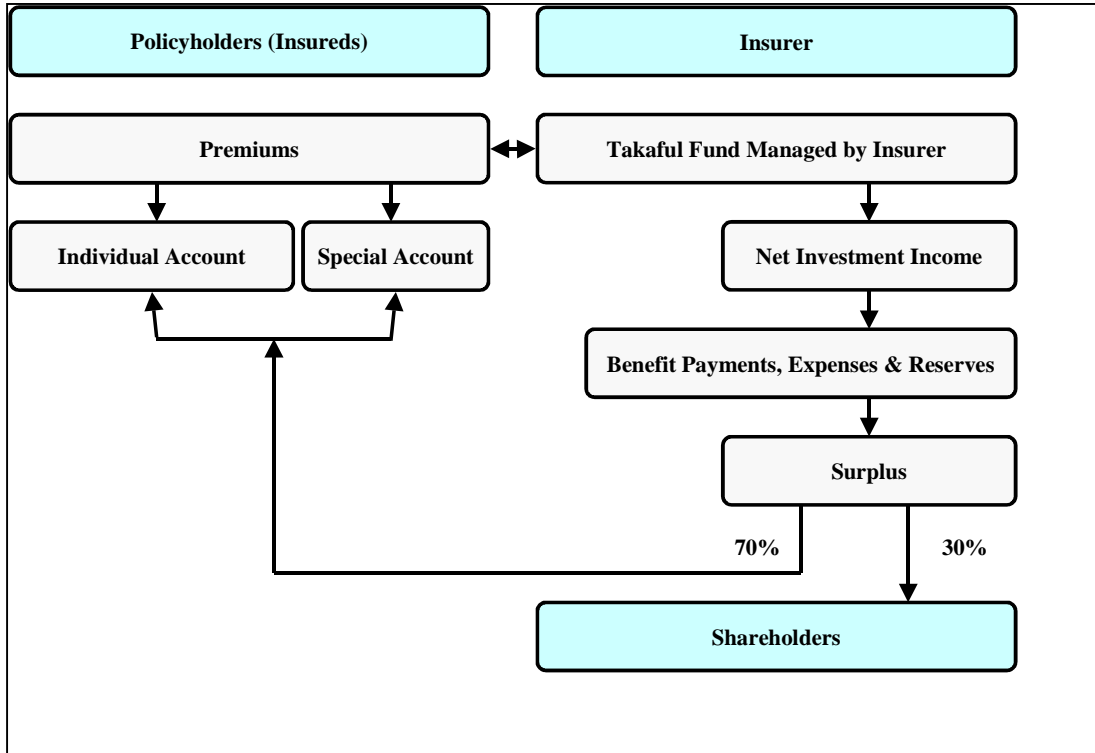 Policyholders (Insureds)
Insurer
Premiums
Takaful Fund Managed by Insurer
Individual Account
Special Account
Net Investment Income
Benefit Payments, Expenses & Reserves
Surplus
70%
30%
Shareholders